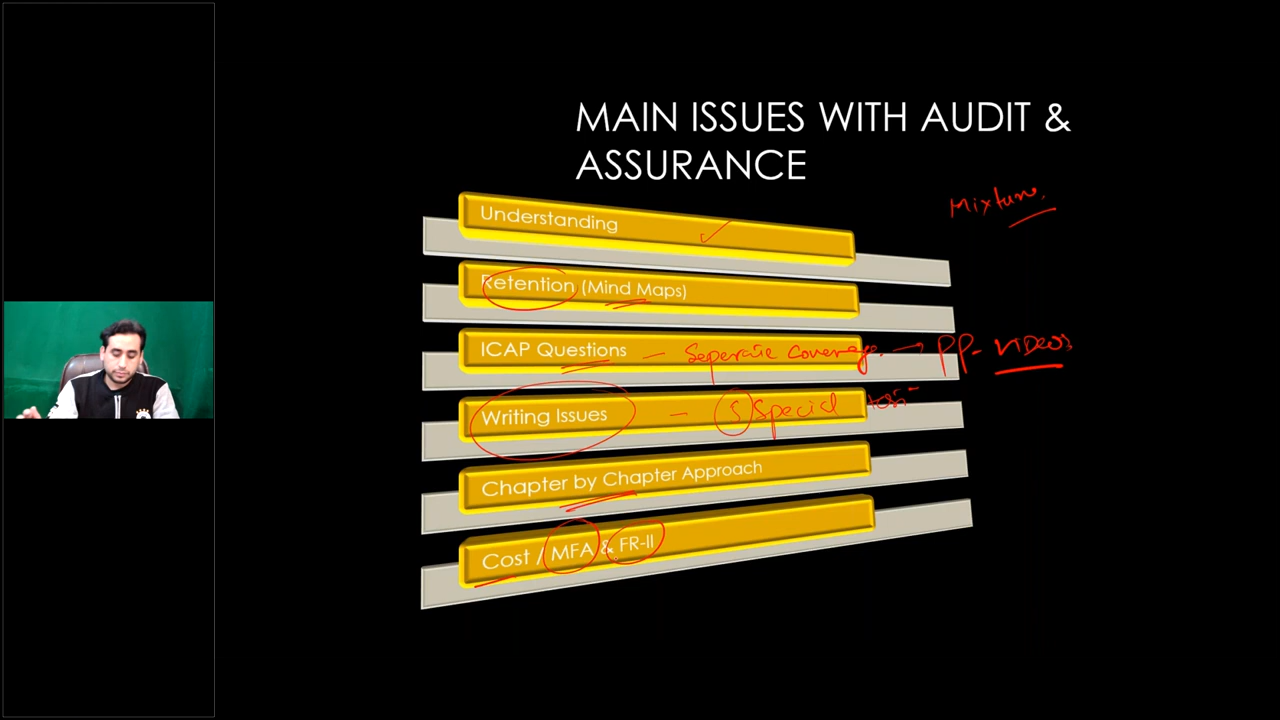 MAIN ISSUES WITH AUDIT &
ASSURANCE
Mixture
Understanding
Retention (Mind Maps)
ICAP Questions – Seperate coverage → PP- videos
Writing Issues – 5 Special
Chapter by Chapter Approach
Cost / MFA & FR-II